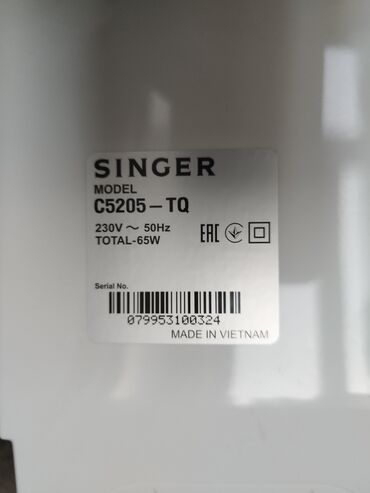 SINGER
MODEL
C5205-TQ
230V ~ 50Hz
TOTAL-65W
EAC
Serial No.
079953100324
MADE IN VIETNAM